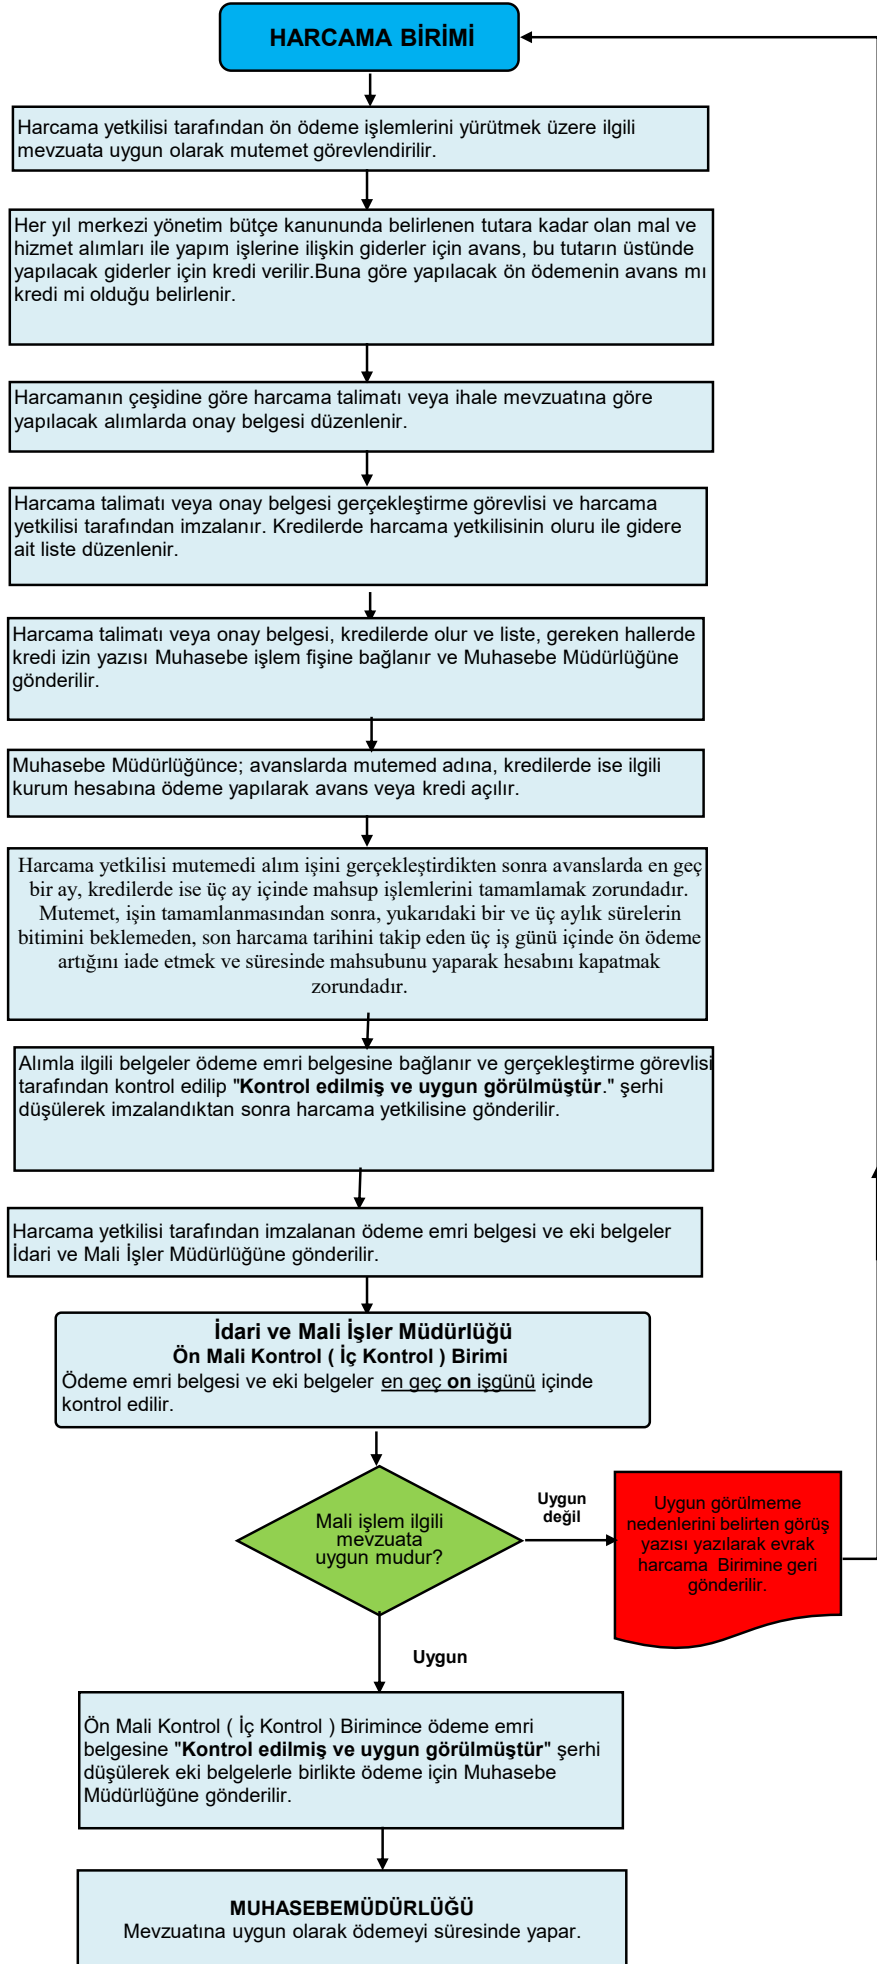 HARCAMA BİRİMİ
Harcama yetkilisi tarafından ön ödeme işlemlerini yürütmek üzere ilgili
mevzuata uygun olarak mutemet görevlendirilir.
Her yıl merkezi yönetim bütçe kanununda belirlenen tutara kadar olan mal ve
hizmet alımları ile yapım işlerine ilişkin giderler için avans, bu tutarın üstünde
yapılacak giderler için kredi verilir.Buna göre yapılacak ön ödemenin avans mı
kredi mi olduğu belirlenir.
Harcamanın çeşidine göre harcama talimatı veya ihale mevzuatına göre
yapılacak alımlarda onay belgesi düzenlenir.
Harcama talimatı veya onay belgesi gerçekleştirme görevlisi ve harcama
yetkilisi tarafından imzalanır. Kredilerde harcama yetkilisinin oluru ile gidere
ait liste düzenlenir.
Harcama talimatı veya onay belgesi, kredilerde olur ve liste, gereken hallerde
kredi izin yazısı Muhasebe işlem fişine bağlanır ve Muhasebe Müdürlüğüne
gönderilir.
Muhasebe Müdürlüğünce; avanslarda mutemed adına, kredilerde ise ilgili
kurum hesabına ödeme yapılarak avans veya kredi açılır.
Harcama yetkilisi mutemedi alım işini gerçekleştirdikten sonra avanslarda en geç
bir ay, kredilerde ise üç ay içinde mahsup işlemlerini tamamlamak zorundadır.
Mutemet, işin tamamlanmasından sonra, yukarıdaki bir ve üç aylık sürelerin
bitimini beklemeden, son harcama tarihini takip eden üç iş günü içinde ön ödeme
artığını iade etmek ve süresinde mahsubunu yaparak hesabını kapatmak
zorundadır.
Alımla ilgili belgeler ödeme emri belgesine bağlanır ve gerçekleştirme görevlisi
tarafından kontrol edilip "Kontrol edilmiş ve uygun görülmüştür." şerhi
düşülerek imzalandıktan sonra harcama yetkilisine gönderilir.
Harcama yetkilisi tarafından imzalanan ödeme emri belgesi ve eki belgeler
İdari ve Mali İşler Müdürlüğüne gönderilir.
İdari ve Mali İşler Müdürlüğü
Ön Mali Kontrol ( İç Kontrol ) Birimi
Ödeme emri belgesi ve eki belgeler en geç on işgünü içinde
kontrol edilir.
Mali işlem ilgili
mevzuata
uygun mudur?
Uygun
değil
Uygun görülmeme
nedenlerini belirten görüş
yazısı yazılarak evrak
harcama Birimine geri
gönderilir.
Uygun
Ön Mali Kontrol ( İç Kontrol ) Birimince ödeme emri
belgesine "Kontrol edilmiş ve uygun görülmüştür" şerhi
düşülerek eki belgelerle birlikte ödeme için Muhasebe
Müdürlüğüne gönderilir.
MUHASEBEMÜDÜRLÜĞÜ
Mevzuatına uygun olarak ödemeyi süresinde yapar.